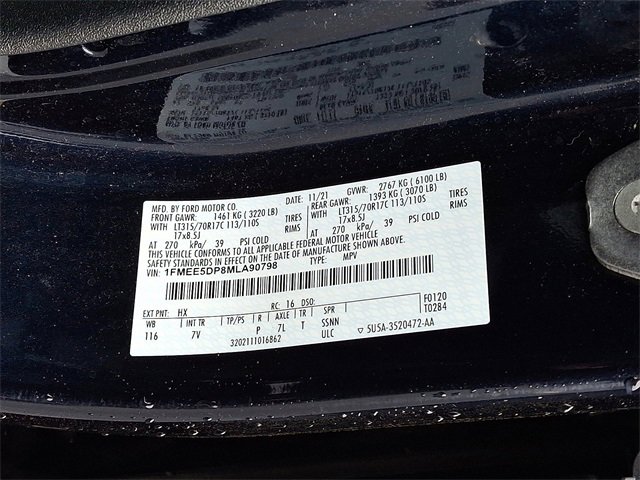 MFD. BY FORD MOTOR CO.
DATE: 11/21 GVWR: 2767 KG (6100 LB)
FRONT GAWR: 1461 KG (3220 LB) REAR GAWR: 1393 KG (3070 LB)
WITH LT315/70R17C 113/110S TIRES WITH LT315/70R17C 113/110S TIRES
17x8.5J RIMS 17x8.5J RIMS
AT 270 kPa/ 39 PSI COLD AT 270 kPa/ 39 PSI COLD
THIS VEHICLE CONFORMS TO ALL APPLICABLE FEDERAL MOTOR VEHICLE
SAFETY STANDARDS IN EFFECT ON THE DATE OF MANUFACTURE SHOWN ABOVE.
VIN: 1FMEE5DP8MLA90798 TYPE: MPV
EXT PNT: HX RC: 16 DSO: F0120
WB INT TR TP/PS R AXLE TR SPR T0284
116 7V P 7L T SSNN
3202111016862 ULC ▽ 5U5A-3520472-AA